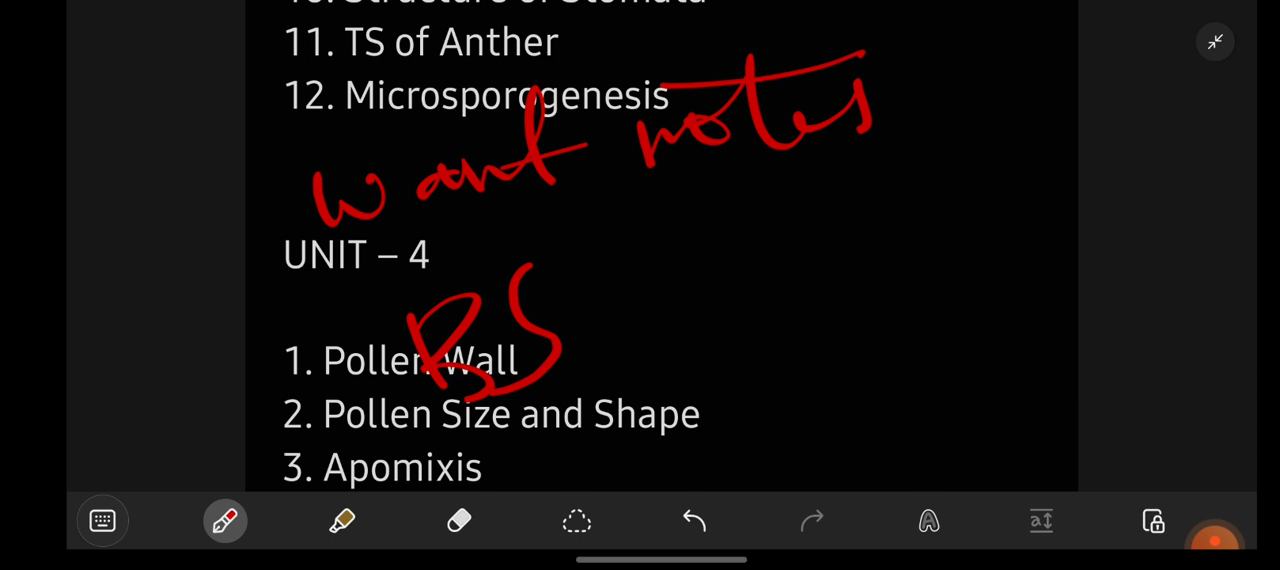 11. TS of Anther
12. Microsporogenesis
want notes
UNIT – 4
BS
1. Pollen Wall
2. Pollen Size and Shape
3. Apomixis